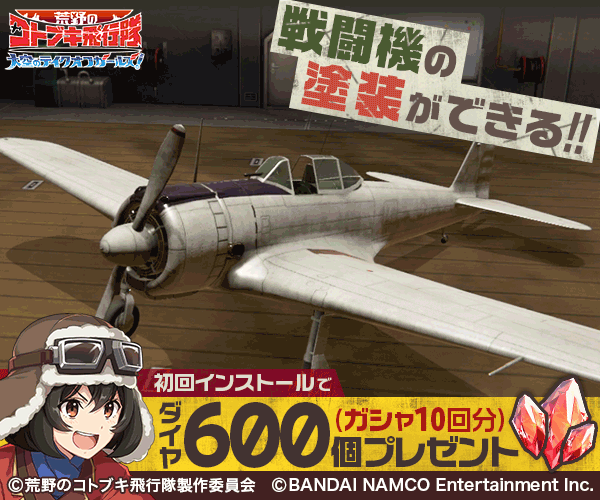 荒野の
コトブキ飛行隊
大空のテイクオフガールズ!
戦闘機の
塗装ができる!!
初回インストールで
ダイヤ600個プレゼント
(ガシャ10回分)
©荒野のコトブキ飛行隊製作委員会 ©BANDAI NAMCO Entertainment Inc.